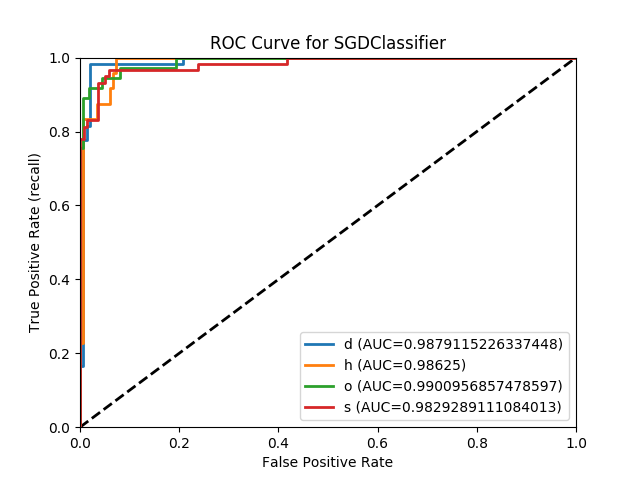 ROC Curve for SGDClassifier
True Positive Rate (recall)
1.0
0.8
0.6
0.4
0.2
0.0
d (AUC=0.9879115226337448)
h (AUC=0.98625)
o (AUC=0.9900956857478597)
s (AUC=0.9829289111084013)
0.0 0.2 0.4 0.6 0.8 1.0
False Positive Rate